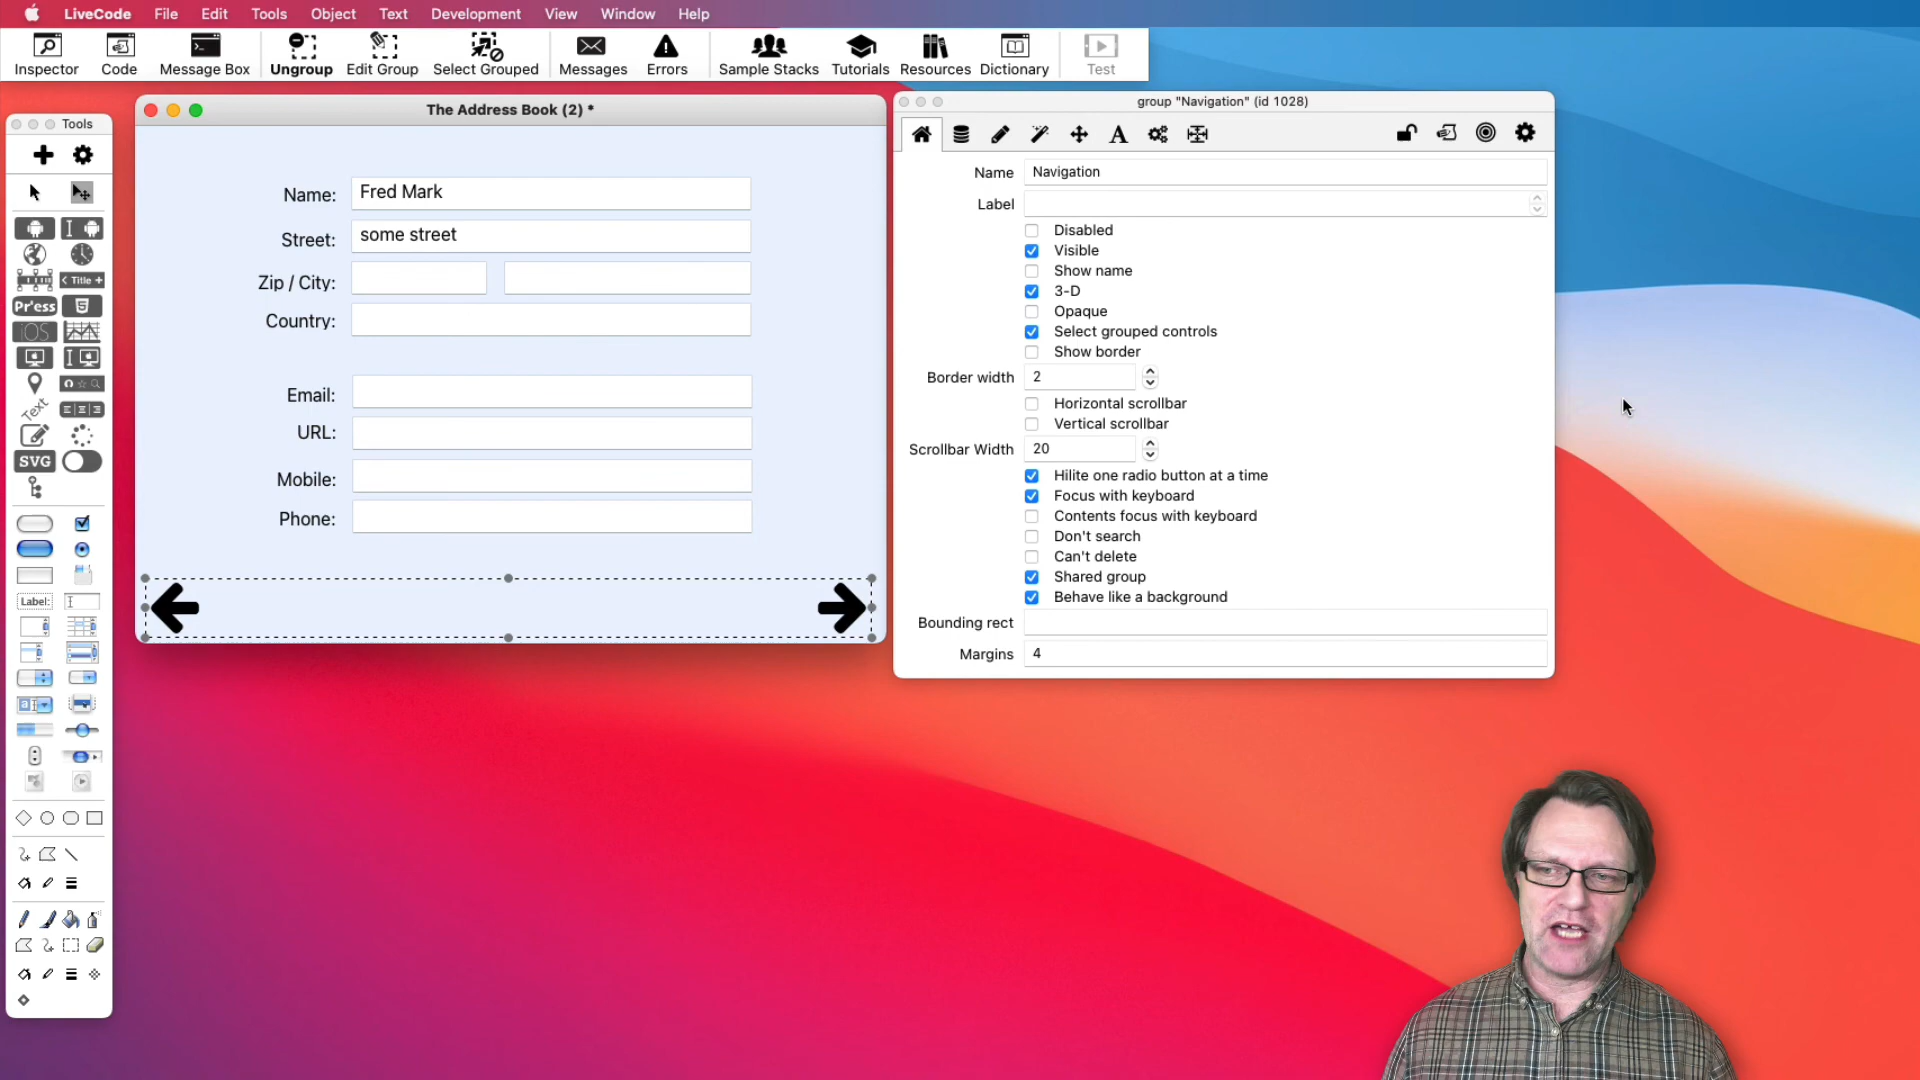 LiveCode File Edit Tools Object Text Development View Window Help
Inspector Code Message Box Ungroup Edit Group Select Grouped Messages Errors Sample Stacks Tutorials Resources Dictionary Test
Tools
The Address Book (2) *
group "Navigation" (id 1028)
Name: Fred Mark
Street: some street
Zip / City:
Country:
Email:
URL:
Mobile:
Phone:
Name Navigation
Label
Disabled
Visible
Show name
3-D
Opaque
Select grouped controls
Show border
Border width 2
Horizontal scrollbar
Vertical scrollbar
Scrollbar Width 20
Hilite one radio button at a time
Focus with keyboard
Contents focus with keyboard
Don't search
Can't delete
Shared group
Behave like a background
Bounding rect
Margins 4
< Title +
Pr'ess
iOS
Text
SVG
Label: